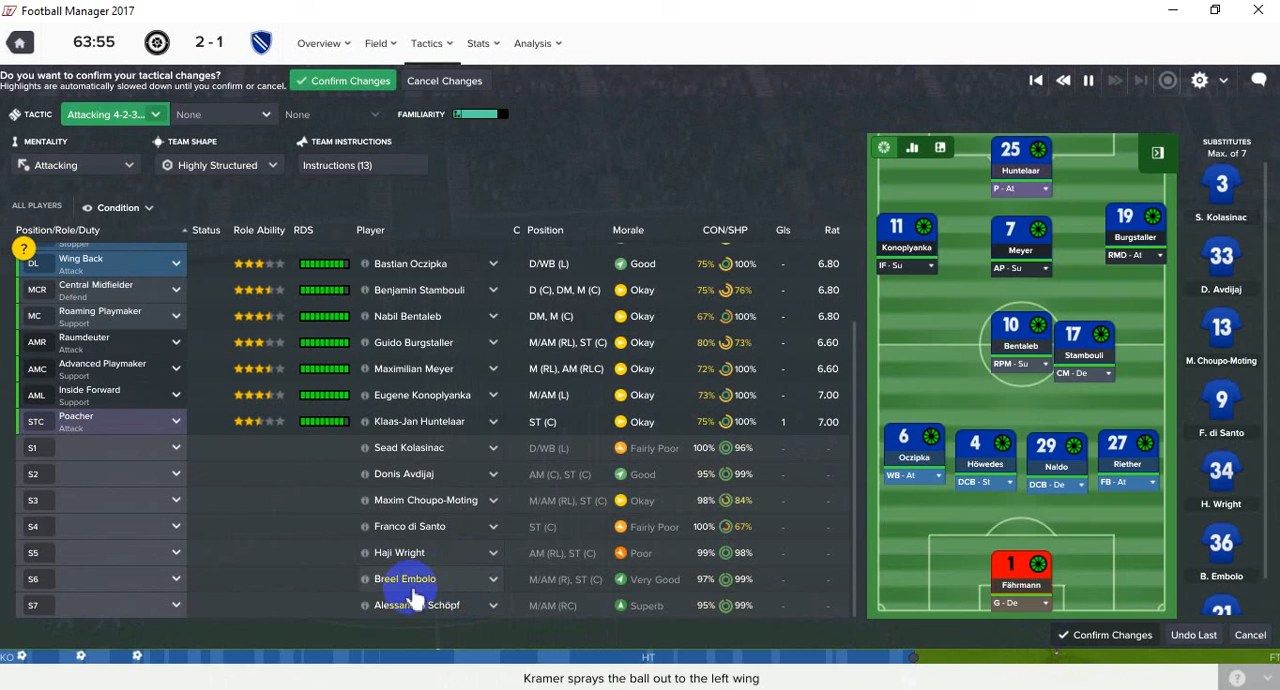 Football Manager 2017
63:55 2 - 1 Overview Field Tactics Stats Analysis
Do you want to confirm your tactical changes?
Highlights are automatically slowed down until you confirm or cancel.
Confirm Changes Cancel Changes
TACTIC Attacking 4-2-3... None None FAMILIARITY
MENTALITY TEAM SHAPE TEAM INSTRUCTIONS
Attacking Highly Structured Instructions (13)
ALL PLAYERS Condition
Position/Role/Duty Status Role Ability RDS Player C Position Morale CON/SHP Gls Rat
?
Stopper
DL Wing Back Attack Bastian Oczipka D/WB (L) Good 75% 100% - 6.80
MCR Central Midfielder Defend Benjamin Stambouli D (C), DM, M (C) Okay 75% 76% - 6.80
MC Roaming Playmaker Support Nabil Bentaleb DM, M (C) Okay 67% 100% - 6.80
AMR Raumdeuter Attack Guido Burgstaller M/AM (RL), ST (C) Okay 80% 73% - 6.60
AMC Advanced Playmaker Support Maximilian Meyer M (RL), AM (RLC) Okay 72% 100% - 6.60
AML Inside Forward Support Eugene Konoplyanka M/AM (L) Okay 73% 100% - 7.00
STC Poacher Attack Klaas-Jan Huntelaar ST (C) Okay 75% 100% 1 7.00
S1 Sead Kolasinac D/WB (L) Fairly Poor 100% 96% - -
S2 Donis Avdijaj AM (C), ST (C) Good 95% 99% - -
S3 Maxim Choupo-Moting M/AM (RL), ST (C) Okay 98% 84% - -
S4 Franco di Santo ST (C) Fairly Poor 100% 67% - -
S5 Haji Wright AM (RL), ST (C) Poor 99% 98% - -
S6 Breel Embolo M/AM (R), ST (C) Very Good 97% 99% - -
S7 Schöpf M/AM (RC) Superb 95% 99% - -
25
Huntelaar
P - At
11
Konoplyanka
IF - Su
7
Meyer
AP - Su
19
Burgstaller
RMD - At
10
Bentaleb
RPM - Su
17
Stambouli
CM - De
6
Oczipka
WB - At
4
Höwedes
DCB - St
29
Naldo
DCB - De
27
Riether
FB - At
1
Fährmann
G - De
SUBSTITUTES
Max. of 7
3
S. Kolasinac
33
D. Avdijaj
13
M. Choupo-Moting
9
F. di Santo
34
H. Wright
36
B. Embolo
21
Confirm Changes Undo Last Cancel
KO HT FT
Kramer sprays the ball out to the left wing
?